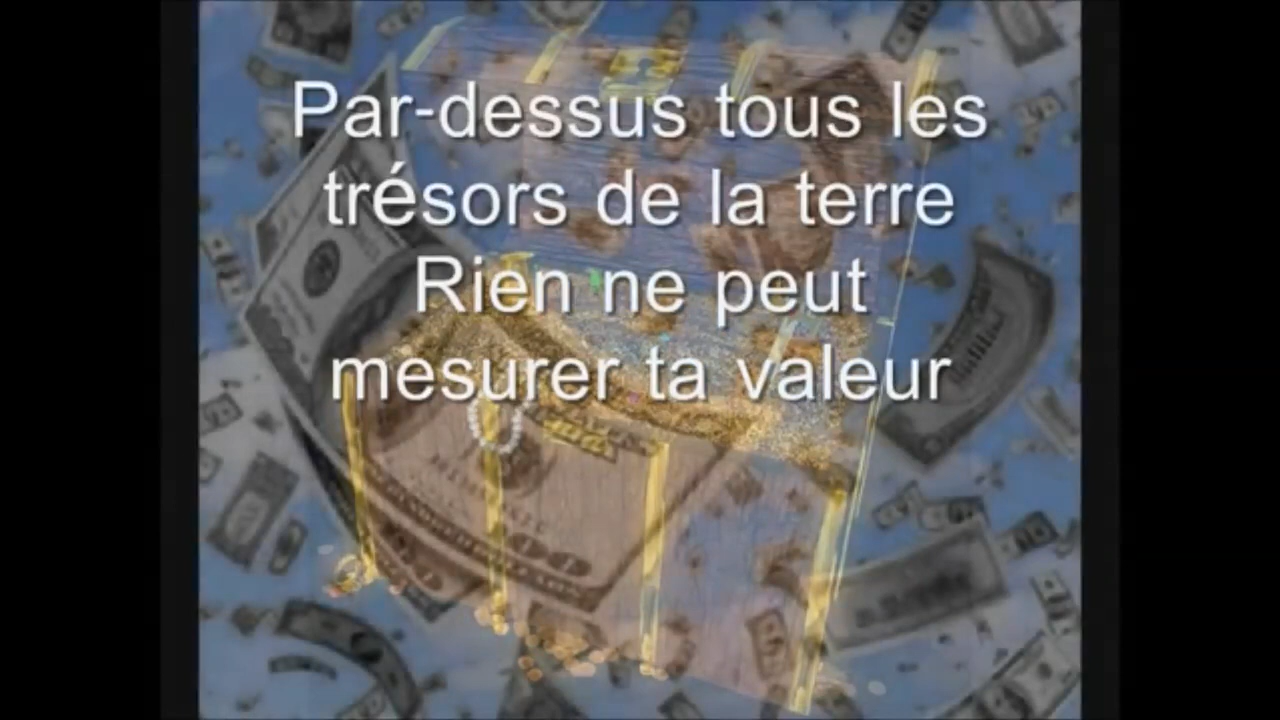 Par-dessus tous les
trésors de la terre
Rien ne peut
mesurer ta valeur